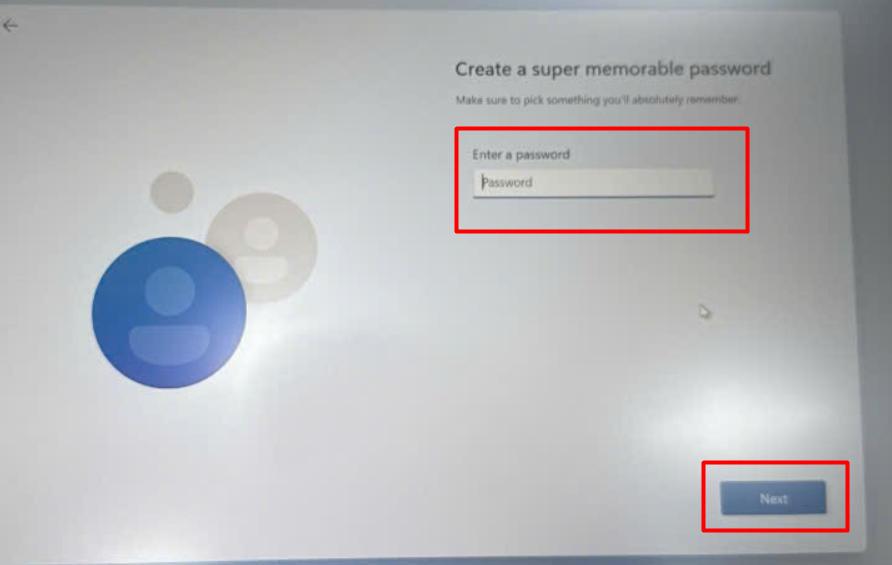 Create a super memorable password
Make sure to pick something you'll absolutely remember.
Enter a password
Password
Next